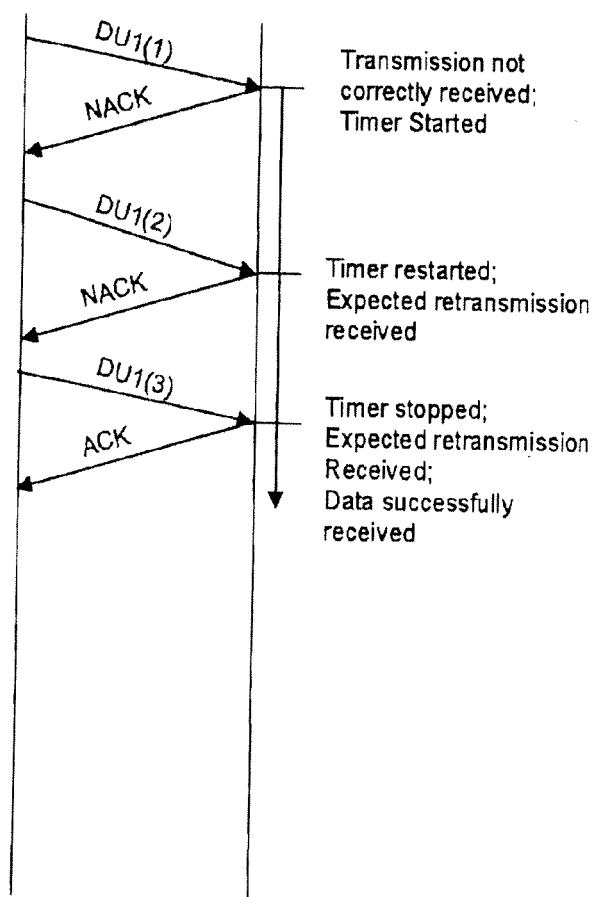 DU1(1)
Transmission not
correctly received;
Timer Started
NACK
DU1(2)
Timer restarted;
Expected retransmission
received
NACK
DU1(3)
Timer stopped;
Expected retransmission
Received;
Data successfully
received
ACK